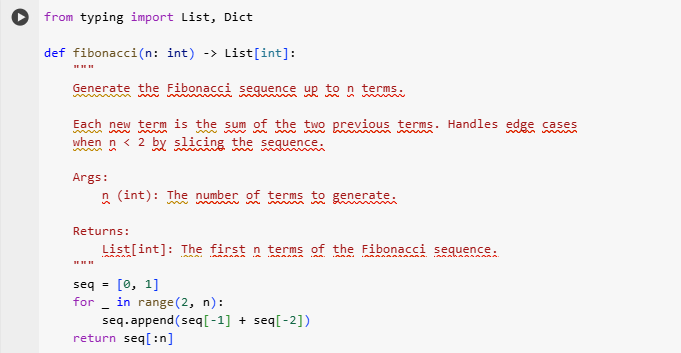 from typing import List, Dict
def fibonacci(n: int) -> List[int]:
"""
Generate the Fibonacci sequence up to n terms.
Each new term is the sum of the two previous terms. Handles edge cases
when n < 2 by slicing the sequence.
Args:
n (int): The number of terms to generate.
Returns:
List[int]: The first n terms of the Fibonacci sequence.
"""
seq = [0, 1]
for _ in range(2, n):
seq.append(seq[-1] + seq[-2])
return seq[:n]